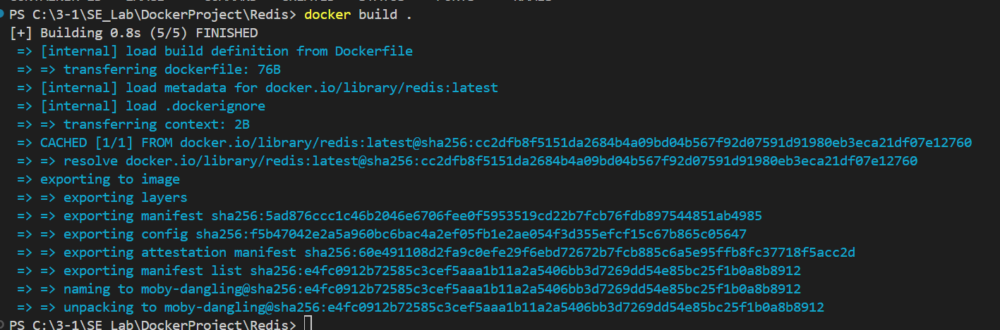 PS C:\3-1\SE_Lab\DockerProject\Redis> docker build .
[+] Building 0.8s (5/5) FINISHED
=> [internal] load build definition from Dockerfile
=> => transferring dockerfile: 76B
=> [internal] load metadata for docker.io/library/redis:latest
=> [internal] load .dockerignore
=> => transferring context: 2B
=> CACHED [1/1] FROM docker.io/library/redis:latest@sha256:cc2dfb8f5151da2684b4a09bd04b567f92d07591d91980eb3eca21df07e12760
=> => resolve docker.io/library/redis:latest@sha256:cc2dfb8f5151da2684b4a09bd04b567f92d07591d91980eb3eca21df07e12760
=> exporting to image
=> => exporting layers
=> => exporting manifest sha256:5ad876ccc1c46b2046e6706fee0f5953519cd22b7fcb76fdb897544851ab4985
=> => exporting config sha256:f5b47042e2a5a960bc6bac4a2ef05fb1e2ae054f3d355efcf15c67b865c05647
=> => exporting attestation manifest sha256:60e491108d2fa9c0efe29f6ebd72672b7fcb885c6a5e95ffb8fc37718f5acc2d
=> => exporting manifest list sha256:e4fc0912b72585c3cef5aaa1b11a2a5406bb3d7269dd54e85bc25f1b0a8b8912
=> => naming to moby-dangling@sha256:e4fc0912b72585c3cef5aaa1b11a2a5406bb3d7269dd54e85bc25f1b0a8b8912
=> => unpacking to moby-dangling@sha256:e4fc0912b72585c3cef5aaa1b11a2a5406bb3d7269dd54e85bc25f1b0a8b8912
PS C:\3-1\SE_Lab\DockerProject\Redis>